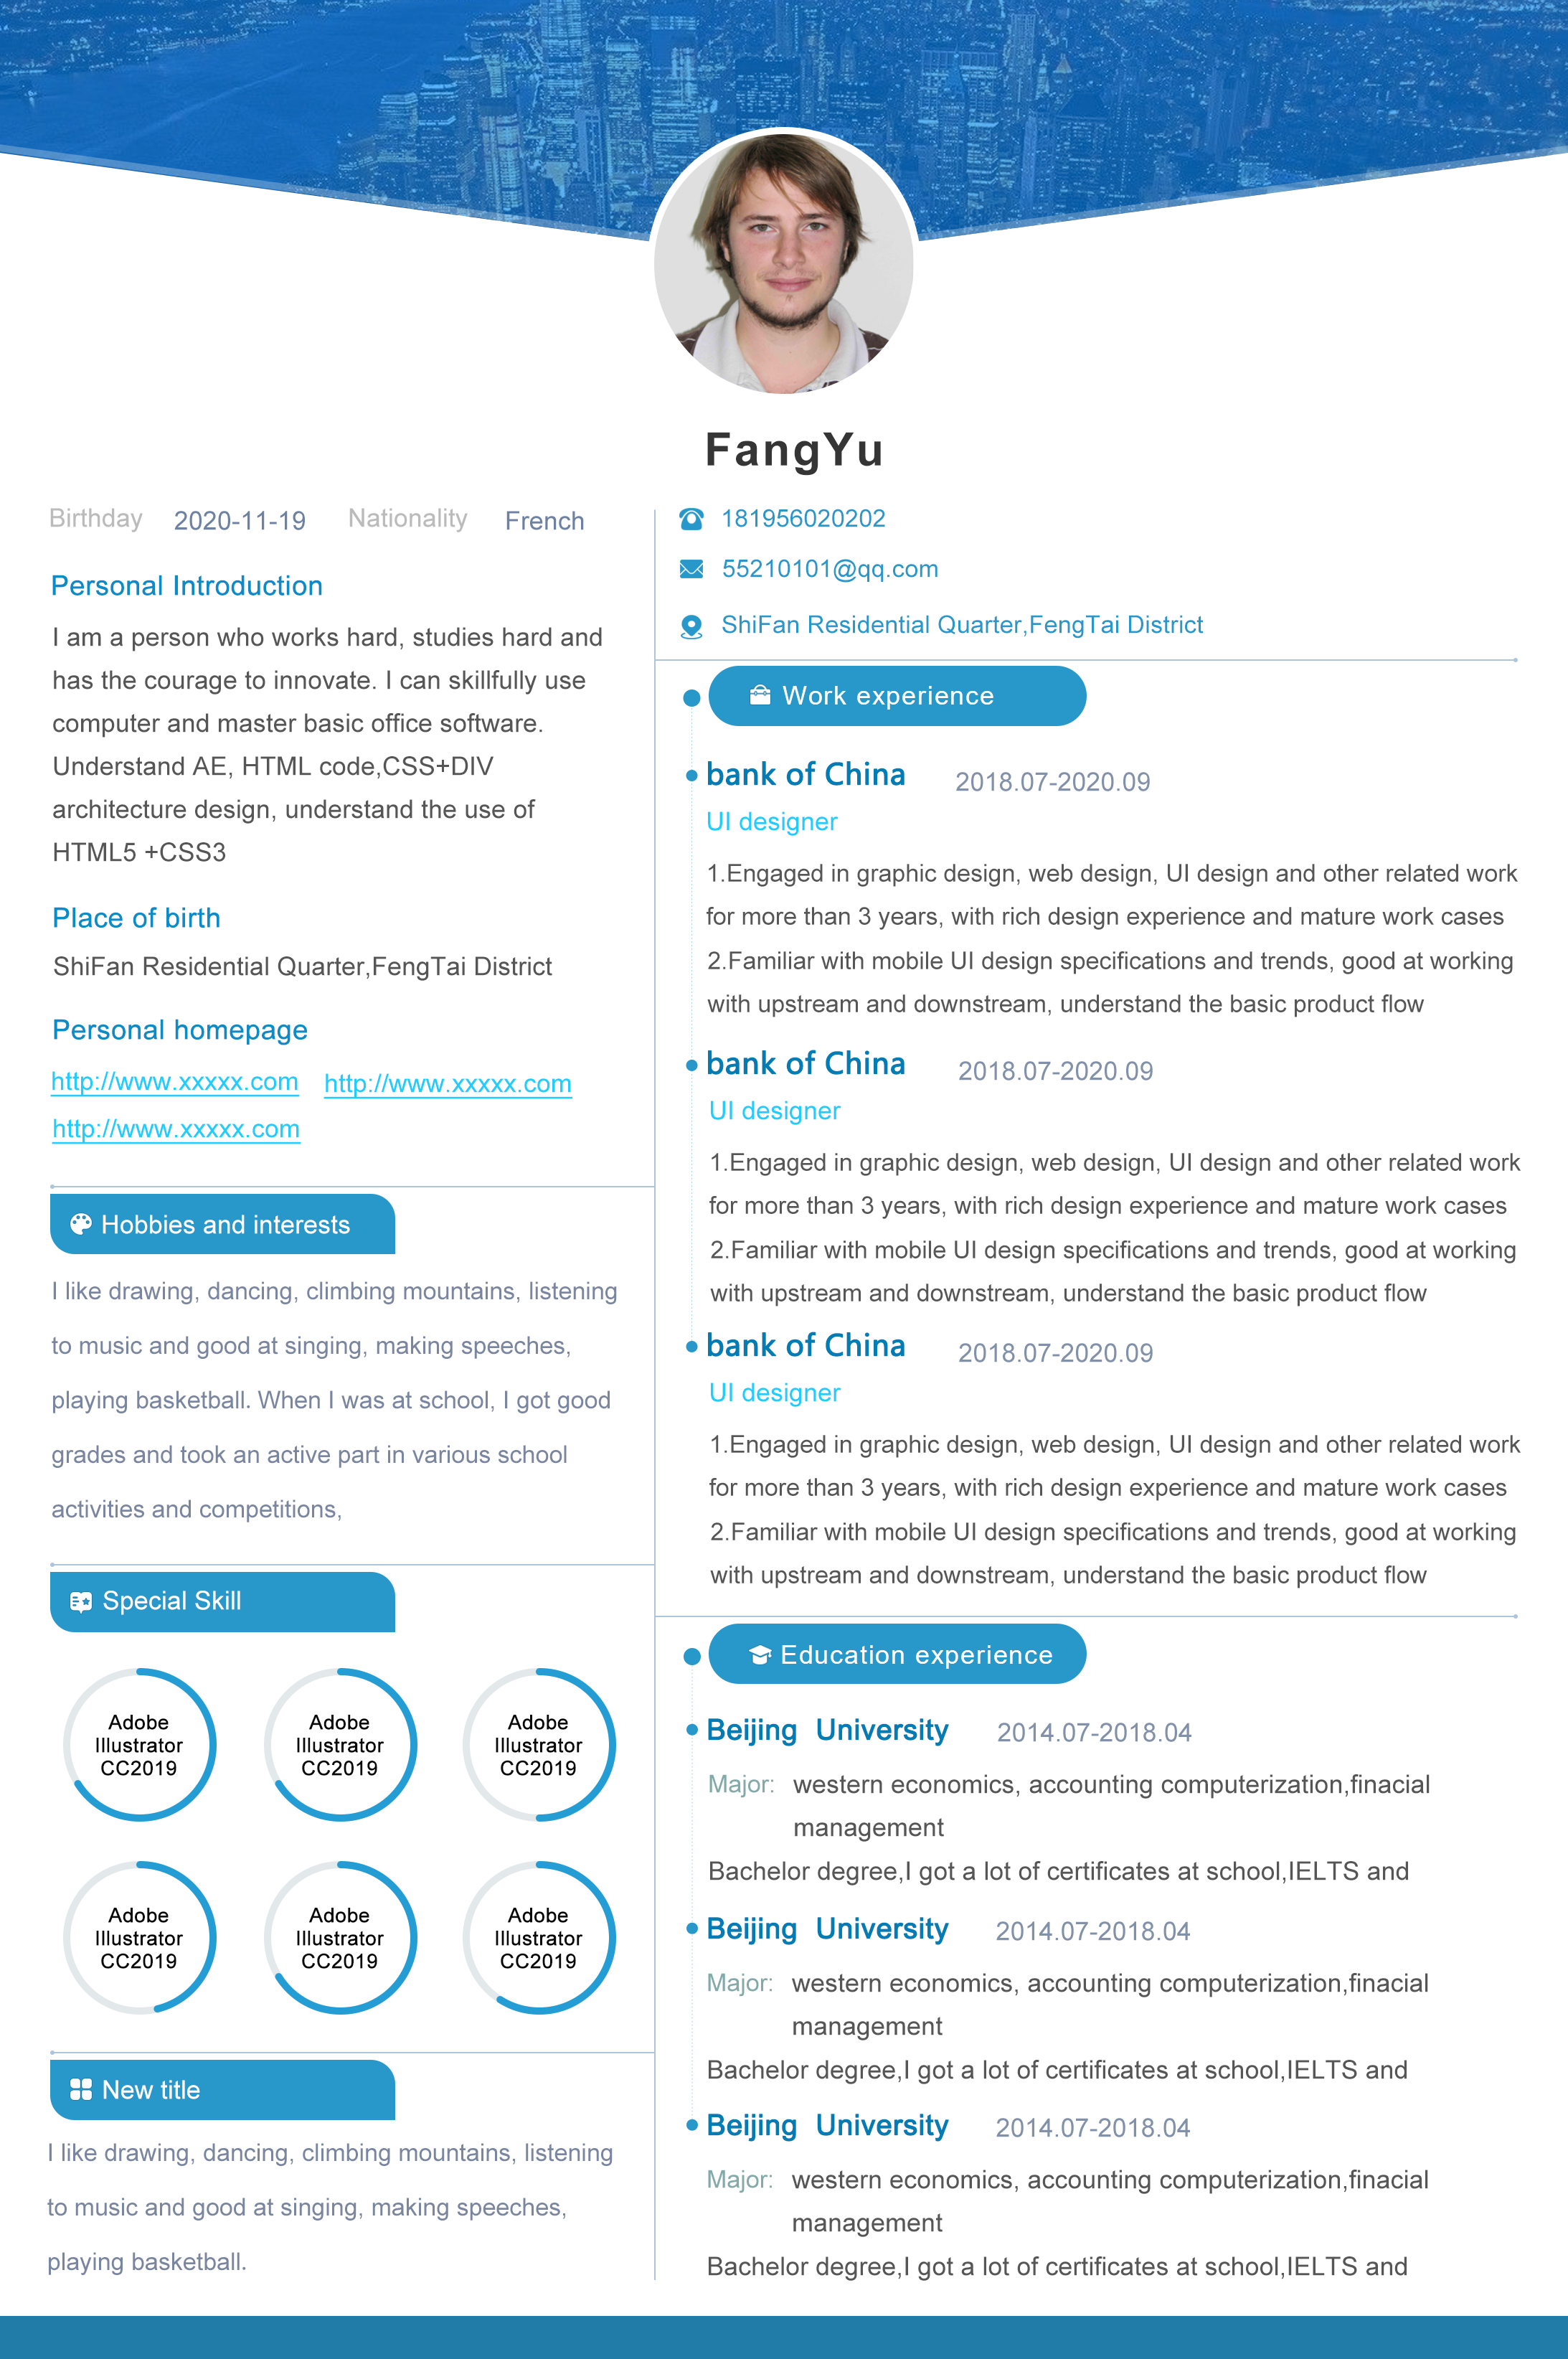 FangYu
Birthday 2020-11-19 Nationality French
Personal Introduction
I am a person who works hard, studies hard and
has the courage to innovate. I can skillfully use
computer and master basic office software.
Understand AE, HTML code,CSS+DIV
architecture design, understand the use of
HTML5 +CSS3
Place of birth
ShiFan Residential Quarter,FengTai District
Personal homepage
http://www.xxxxx.com http://www.xxxxx.com
http://www.xxxxx.com
Hobbies and interests
I like drawing, dancing, climbing mountains, listening
to music and good at singing, making speeches,
playing basketball. When I was at school, I got good
grades and took an active part in various school
activities and competitions,
Special Skill
Adobe
Illustrator
CC2019
Adobe
Illustrator
CC2019
Adobe
Illustrator
CC2019
Adobe
Illustrator
CC2019
Adobe
Illustrator
CC2019
Adobe
Illustrator
CC2019
New title
I like drawing, dancing, climbing mountains, listening
to music and good at singing, making speeches,
playing basketball.
181956020202
55210101@qq.com
ShiFan Residential Quarter,FengTai District
Work experience
bank of China 2018.07-2020.09
UI designer
1.Engaged in graphic design, web design, UI design and other related work
for more than 3 years, with rich design experience and mature work cases
2.Familiar with mobile UI design specifications and trends, good at working
with upstream and downstream, understand the basic product flow
bank of China 2018.07-2020.09
UI designer
1.Engaged in graphic design, web design, UI design and other related work
for more than 3 years, with rich design experience and mature work cases
2.Familiar with mobile UI design specifications and trends, good at working
with upstream and downstream, understand the basic product flow
bank of China 2018.07-2020.09
UI designer
1.Engaged in graphic design, web design, UI design and other related work
for more than 3 years, with rich design experience and mature work cases
2.Familiar with mobile UI design specifications and trends, good at working
with upstream and downstream, understand the basic product flow
Education experience
Beijing University 2014.07-2018.04
Major: western economics, accounting computerization,finacial
management
Bachelor degree,I got a lot of certificates at school,IELTS and
Beijing University 2014.07-2018.04
Major: western economics, accounting computerization,finacial
management
Bachelor degree,I got a lot of certificates at school,IELTS and
Beijing University 2014.07-2018.04
Major: western economics, accounting computerization,finacial
management
Bachelor degree,I got a lot of certificates at school,IELTS and